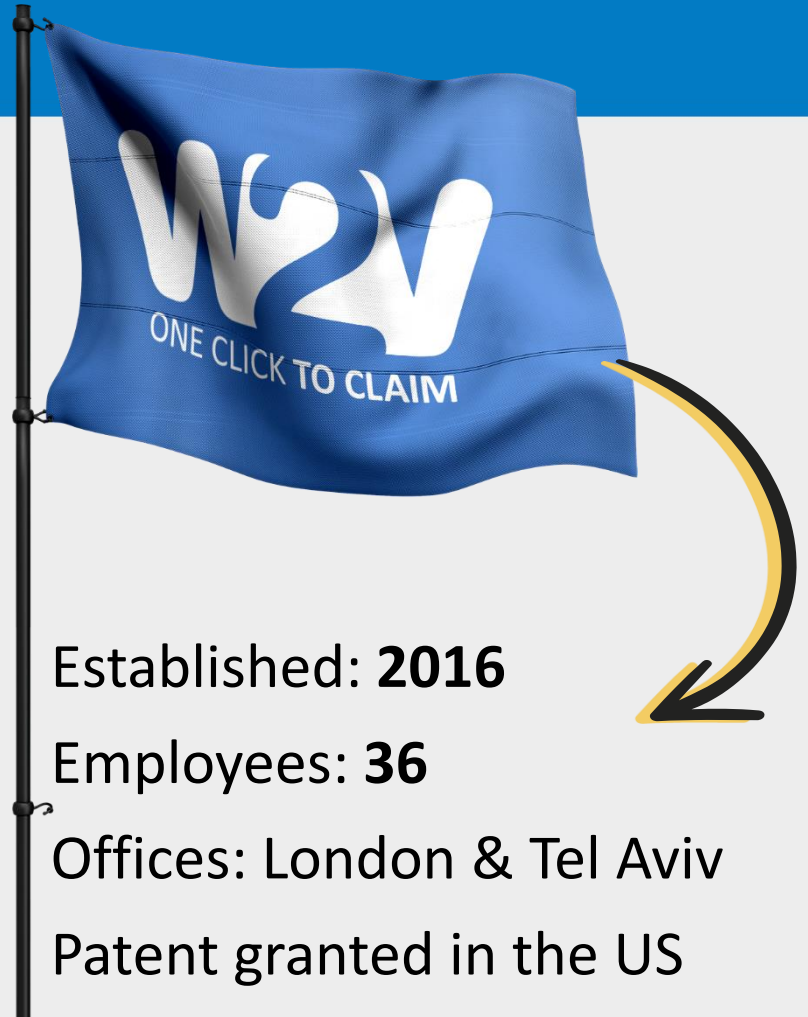 W2V
ONE CLICK TO CLAIM
Established: 2016
Employees: 36
Offices: London & Tel Aviv
Patent granted in the US